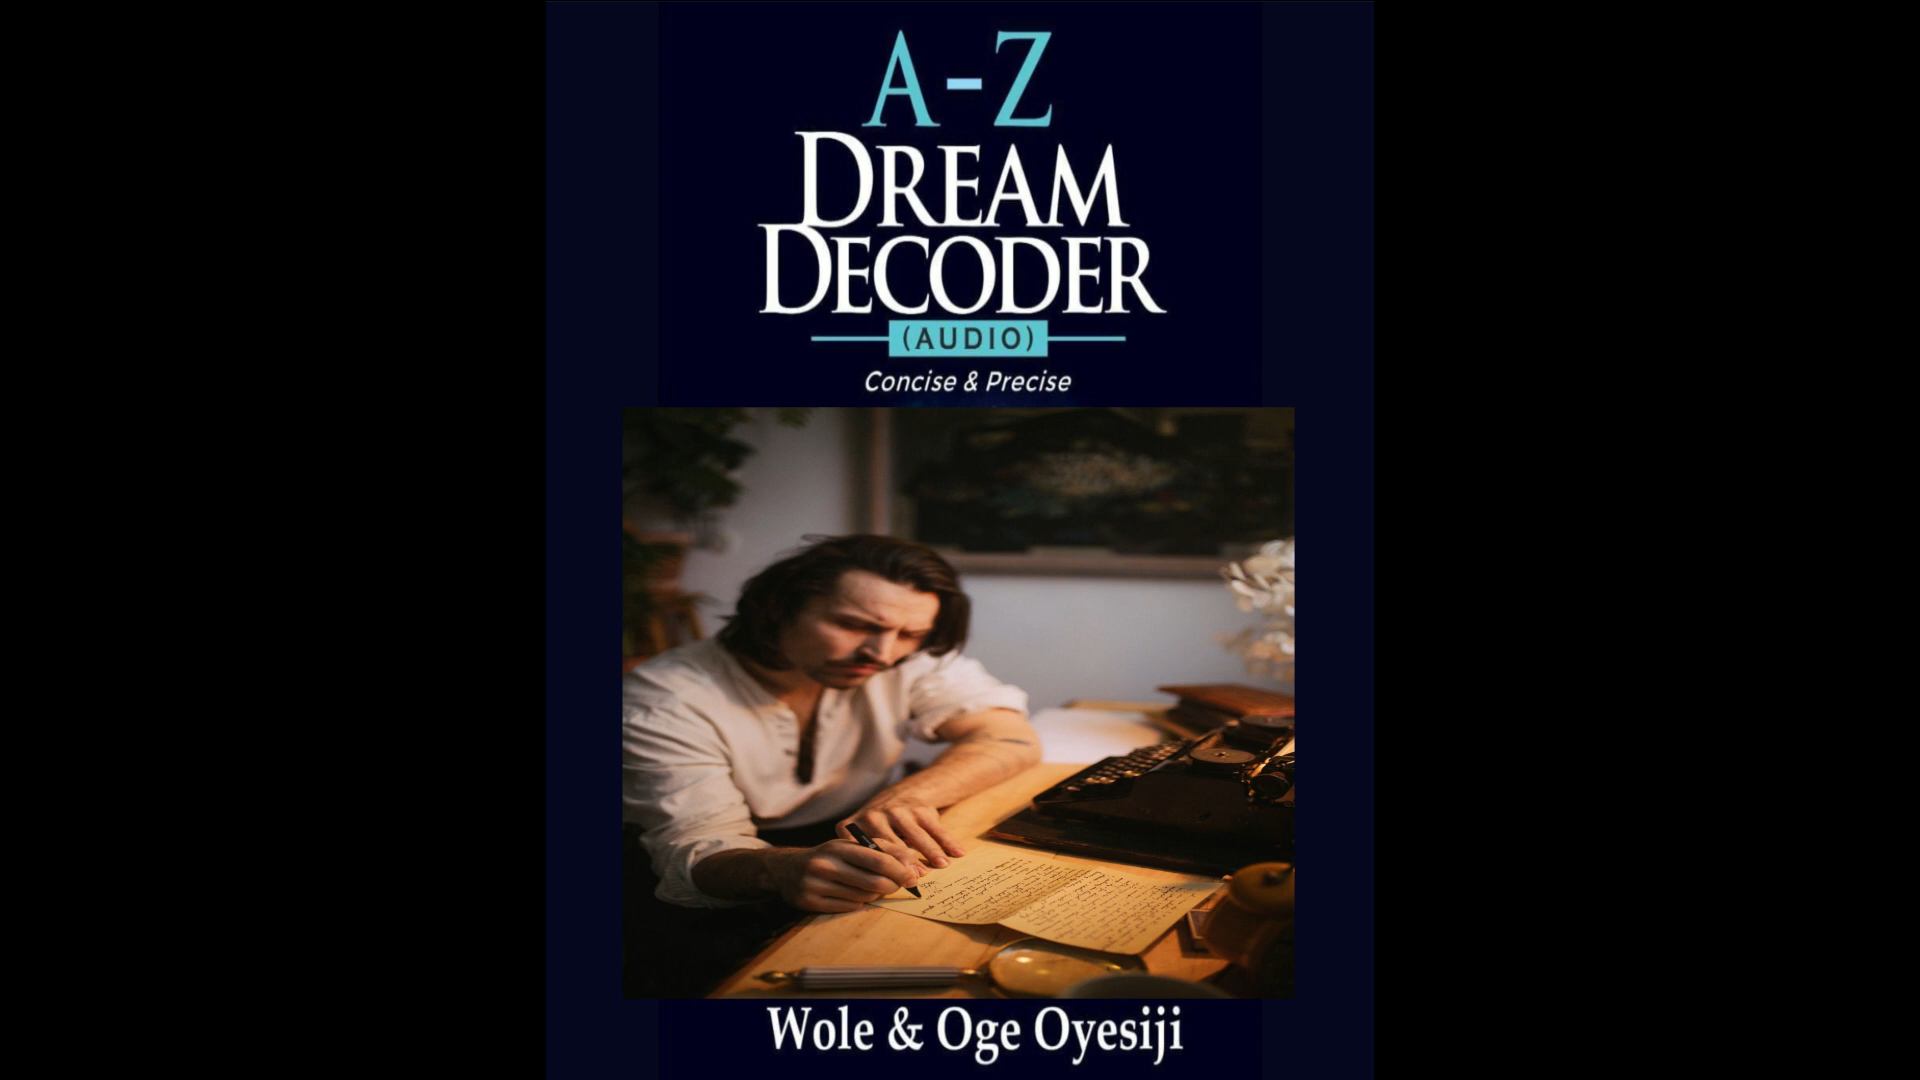 A-Z
DREAM
DECODER
(AUDIO)
Concise & Precise
Wole & Oge Oyesiji